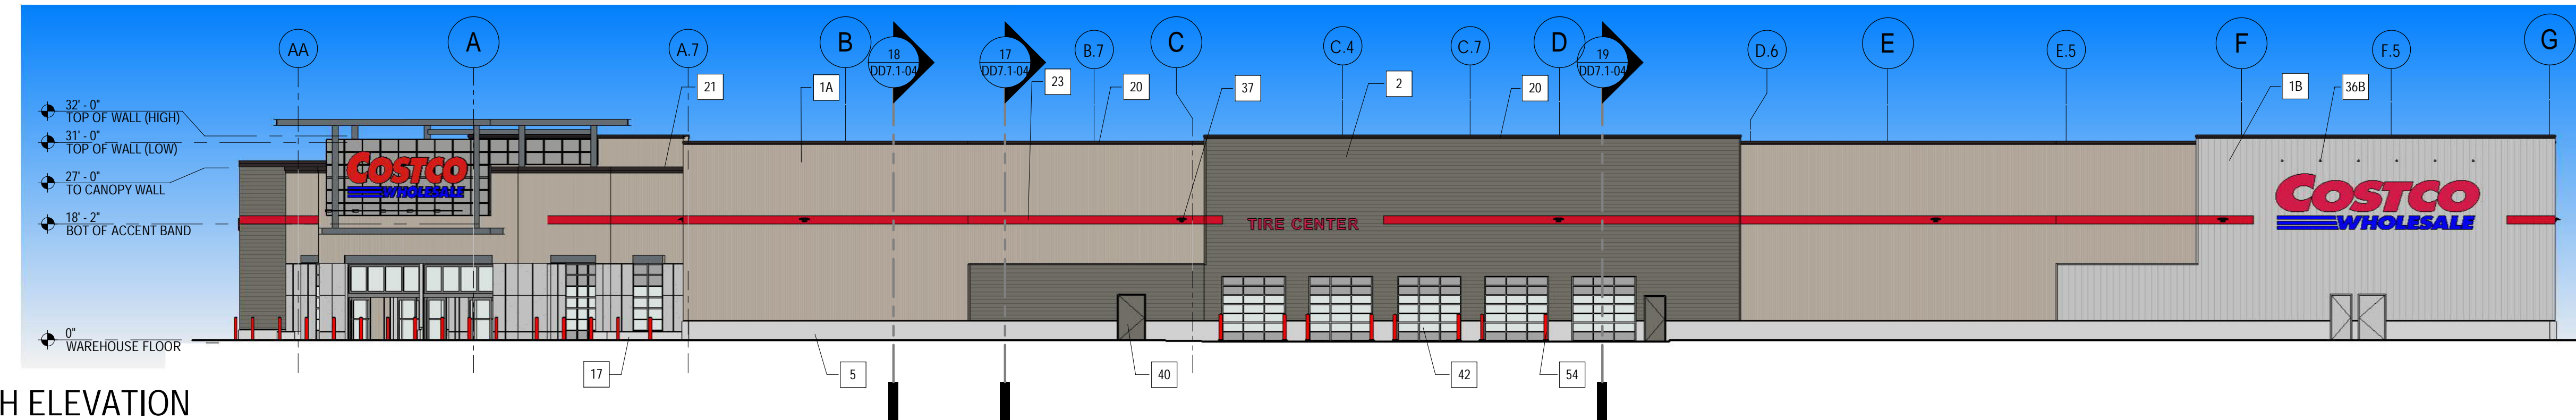 AA
A
A.7
B
18
DD7.1-04
17
DD7.1-04
B.7
C
C.4
C.7
D
19
DD7.1-04
D.6
E
E.5
F
F.5
G
21
1A
23
20
37
2
20
1B
36B
32' - 0"
TOP OF WALL (HIGH)
31' - 0"
TOP OF WALL (LOW)
27' - 0"
TO CANOPY WALL
18' - 2"
BOT OF ACCENT BAND
0"
WAREHOUSE FLOOR
COSTCO
WHOLESALE
TIRE CENTER
COSTCO
WHOLESALE
17
5
40
42
54
H ELEVATION